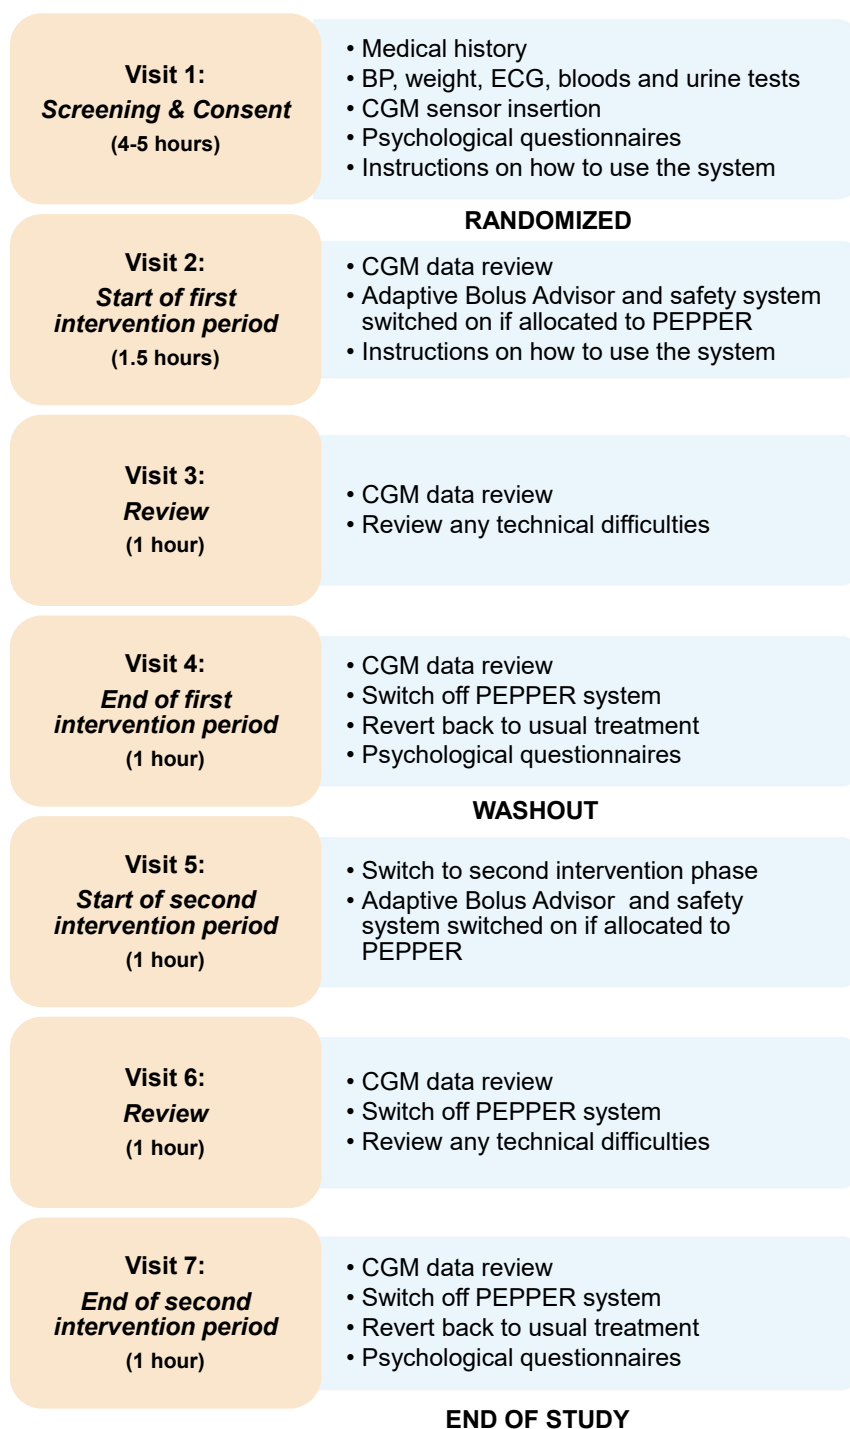 Visit 1:
Screening & Consent
(4-5 hours)
• Medical history
• BP, weight, ECG, bloods and urine tests
• CGM sensor insertion
• Psychological questionnaires
• Instructions on how to use the system
RANDOMIZED
Visit 2:
Start of first
intervention period
(1.5 hours)
• CGM data review
• Adaptive Bolus Advisor and safety system
switched on if allocated to PEPPER
• Instructions on how to use the system
Visit 3:
Review
(1 hour)
• CGM data review
• Review any technical difficulties
Visit 4:
End of first
intervention period
(1 hour)
• CGM data review
• Switch off PEPPER system
• Revert back to usual treatment
• Psychological questionnaires
WASHOUT
Visit 5:
Start of second
intervention period
(1 hour)
• Switch to second intervention phase
• Adaptive Bolus Advisor  and safety
system switched on if allocated to
PEPPER
Visit 6:
Review
(1 hour)
• CGM data review
• Switch off PEPPER system
• Review any technical difficulties
Visit 7:
End of second
intervention period
(1 hour)
• CGM data review
• Switch off PEPPER system
• Revert back to usual treatment
• Psychological questionnaires
END OF STUDY